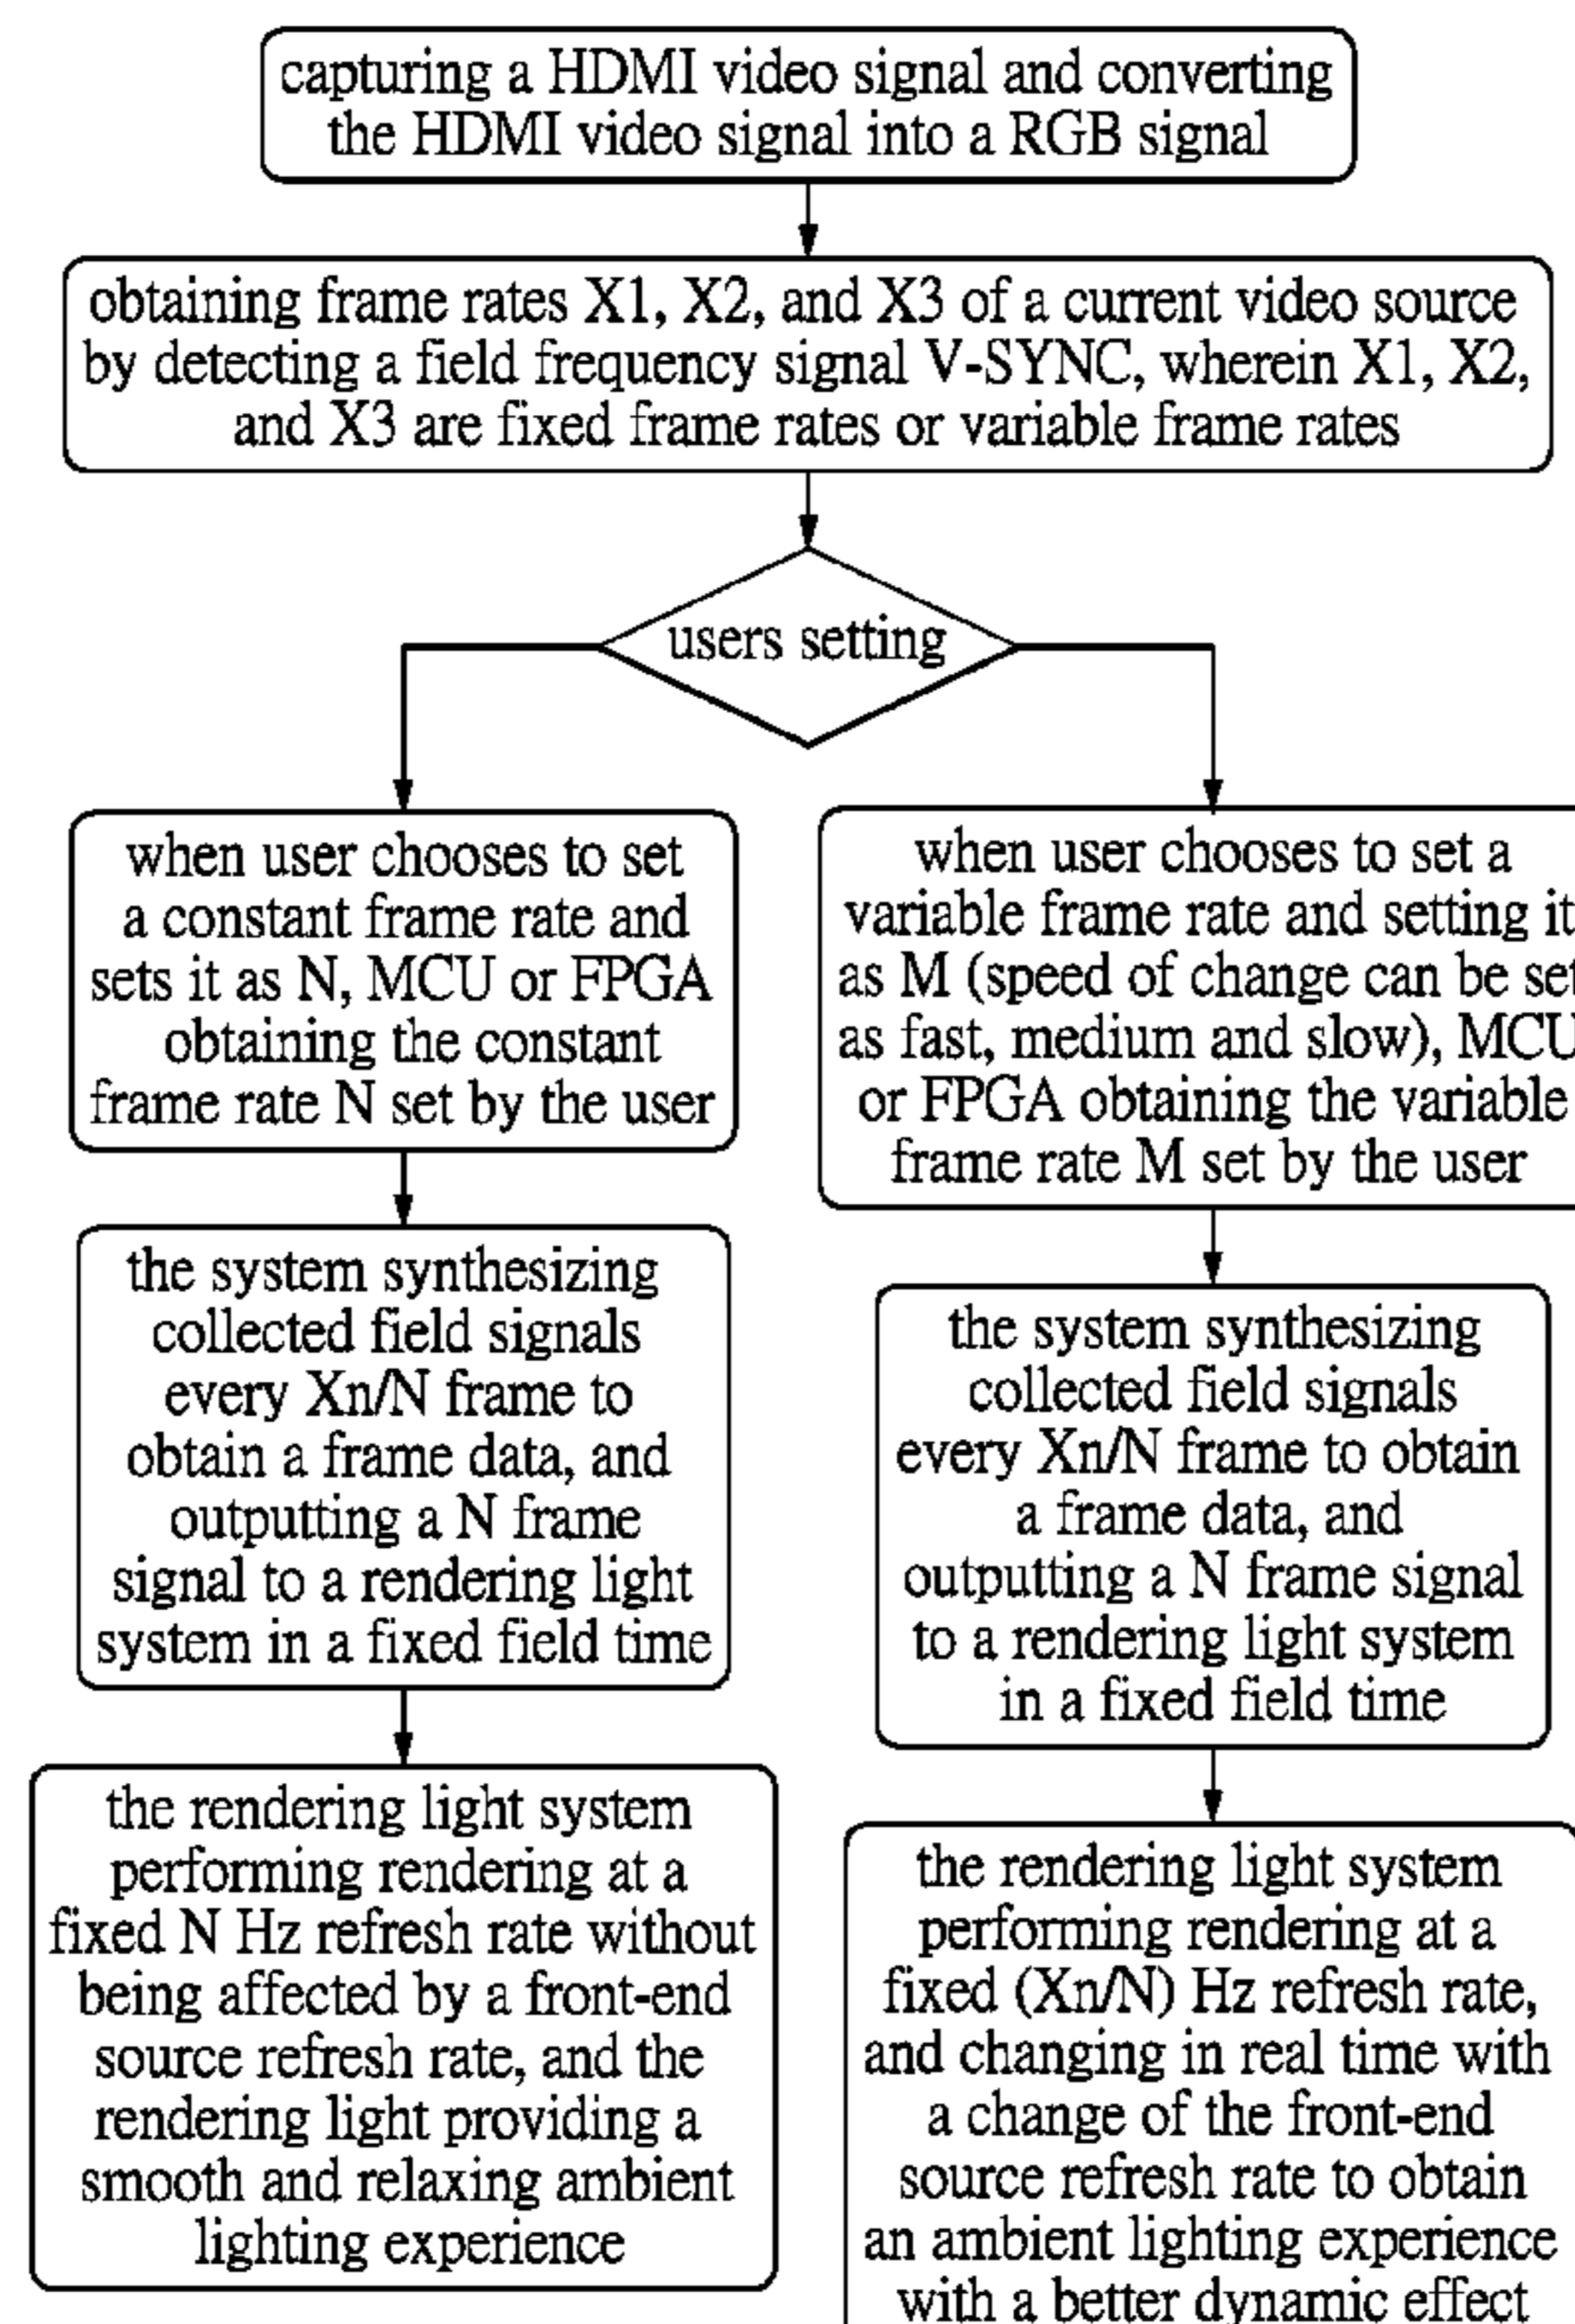 capturing a HDMI video signal and converting
the HDMI video signal into a RGB signal
obtaining frame rates X1, X2, and X3 of a current video source
by detecting a field frequency signal V-SYNC, wherein X1, X2,
and X3 are fixed frame rates or variable frame rates
users setting
when user chooses to set
a constant frame rate and
sets it as N, MCU or FPGA
obtaining the constant
frame rate N set by the user
the system synthesizing
collected field signals
every Xn/N frame to
obtain a frame data, and
outputting a N frame
signal to a rendering light
system in a fixed field time
the rendering light system
performing rendering at a
fixed N Hz refresh rate without
being affected by a front-end
source refresh rate, and the
rendering light providing a
smooth and relaxing ambient
lighting experience
when user chooses to set a
variable frame rate and setting it
as M (speed of change can be set
as fast, medium and slow), MCU
or FPGA obtaining the variable
frame rate M set by the user
the system synthesizing
collected field signals
every Xn/N frame to obtain
a frame data, and
outputting a N frame signal
to a rendering light system
in a fixed field time
the rendering light system
performing rendering at a
fixed (Xn/N) Hz refresh rate,
and changing in real time with
a change of the front-end
source refresh rate to obtain
an ambient lighting experience
with a better dynamic effect